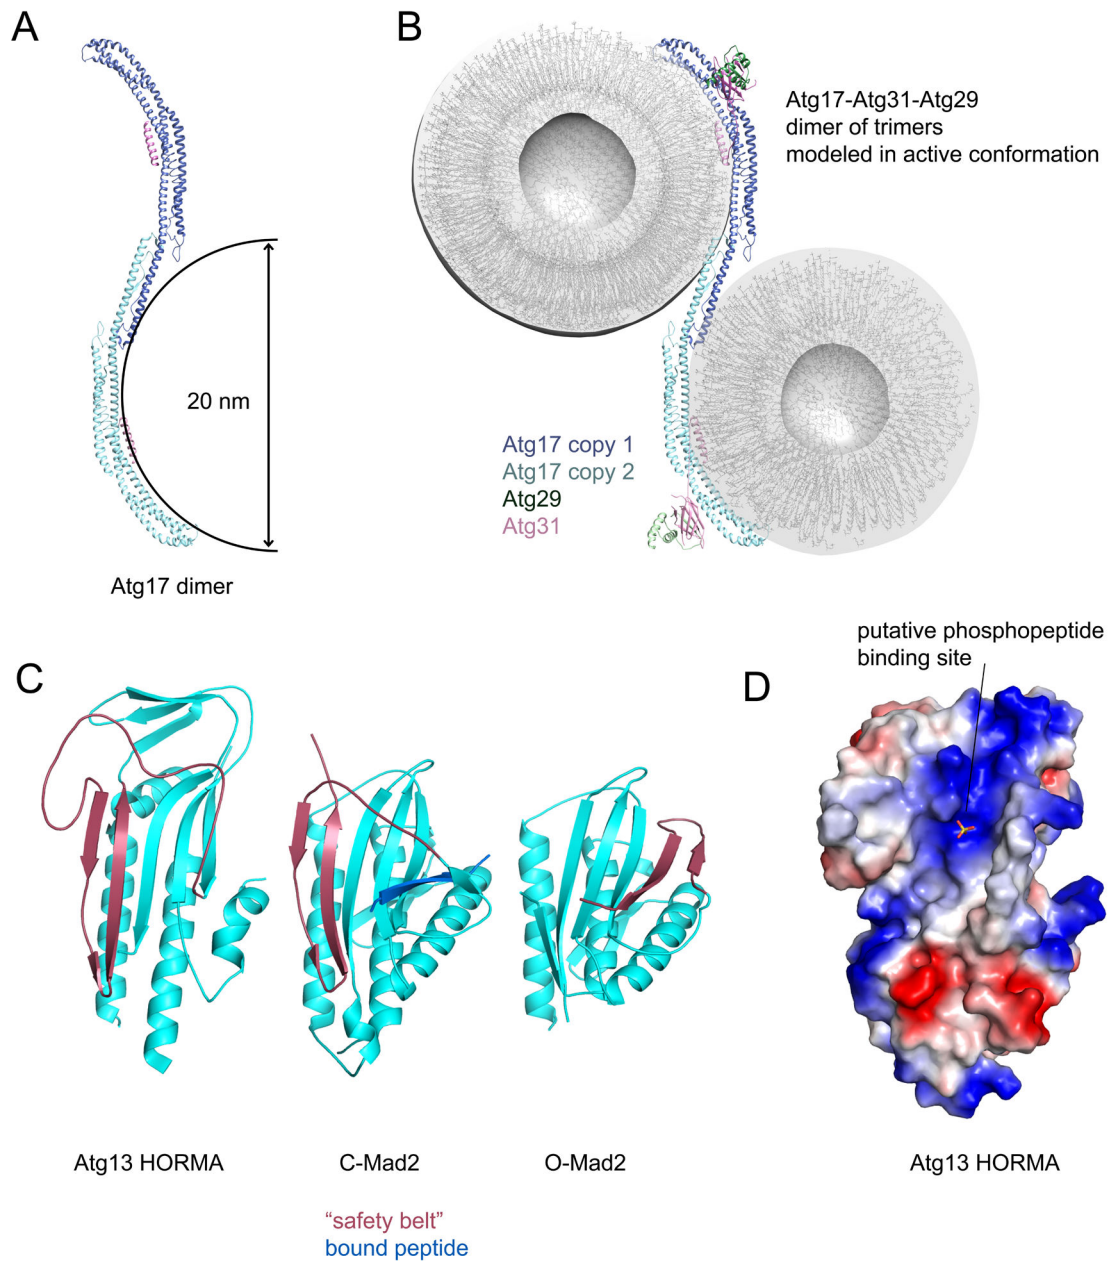 A
B
Atg17-Atg31-Atg29
dimer of trimers
modeled in active conformation
20 nm
Atg17 copy 1
Atg17 copy 2
Atg29
Atg31
Atg17 dimer
C
putative phosphopeptide
binding site
D
Atg13 HORMA
C-Mad2
O-Mad2
Atg13 HORMA
“safety belt”
bound peptide